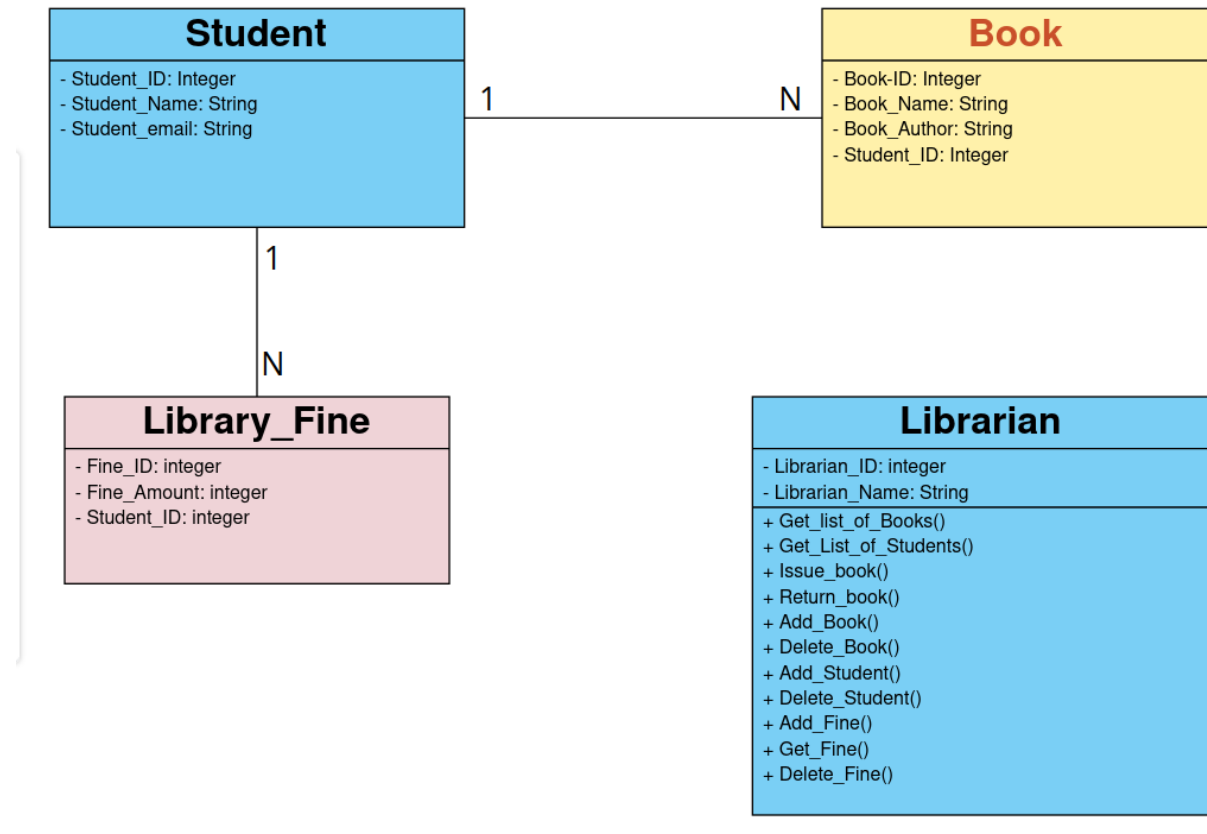 Student
- Student_ID: Integer
- Student_Name: String
- Student_email: String
1
N
Book
- Book-ID: Integer
- Book_Name: String
- Book_Author: String
- Student_ID: Integer
1
N
Library_Fine
- Fine_ID: integer
- Fine_Amount: integer
- Student_ID: integer
Librarian
- Librarian_ID: integer
- Librarian_Name: String
+ Get_list_of_Books()
+ Get_List_of_Students()
+ Issue_book()
+ Return_book()
+ Add_Book()
+ Delete_Book()
+ Add_Student()
+ Delete_Student()
+ Add_Fine()
+ Get_Fine()
+ Delete_Fine()